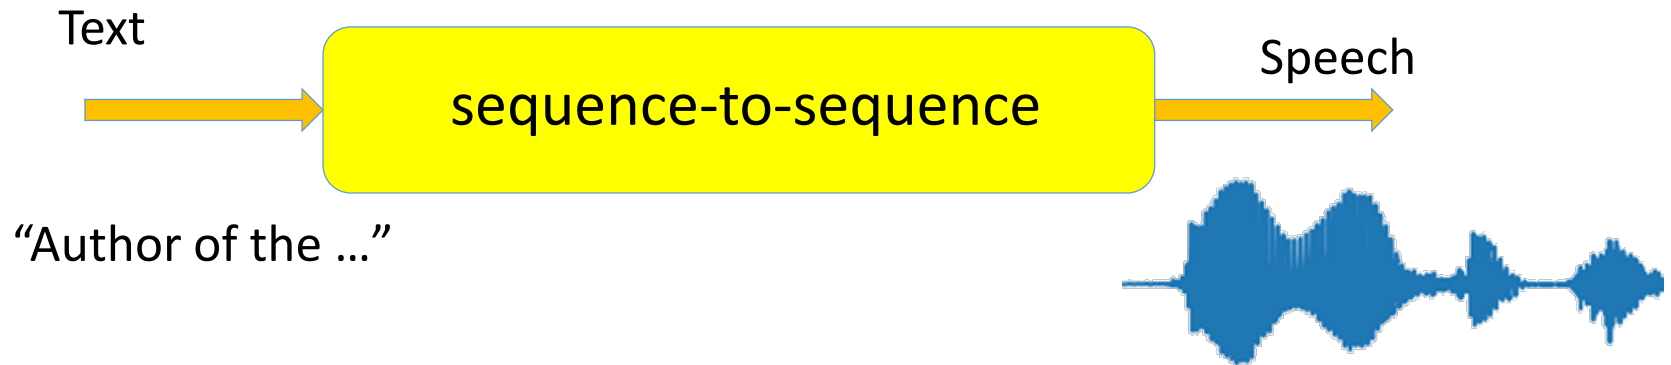 Text
Speech
sequence-to-sequence
“Author of the ...”